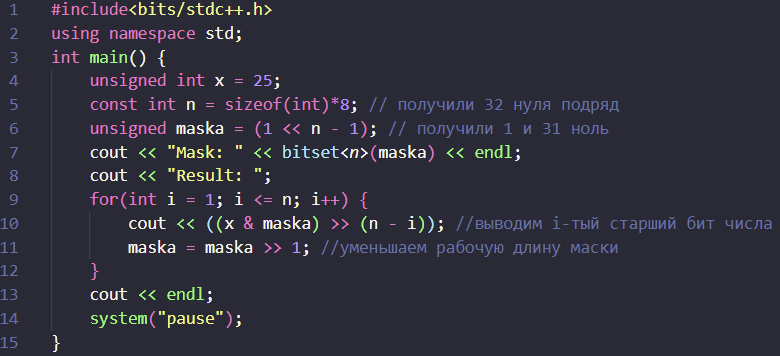 1 #include<bits/stdc++.h>
2 using namespace std;
3 int main() {
4 unsigned int x = 25;
5 const int n = sizeof(int)*8; // получили 32 нуля подряд
6 unsigned maska = (1 << n - 1); // получили 1 и 31 ноль
7 cout << "Mask: " << bitset<n>(maska) << endl;
8 cout << "Result: ";
9 for(int i = 1; i <= n; i++) {
10 cout << ((x & maska) >> (n - i)); //выводим i-тый старший бит числа
11 maska = maska >> 1; //уменьшаем рабочую длину маски
12 }
13 cout << endl;
14 system("pause");
15 }